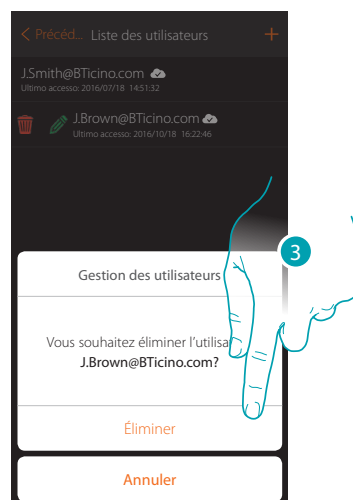 < Précéd... Liste des utilisateurs +
J.Smith@BTicino.com
Ultimo accesso: 2016/07/18 14:51:32
J.Brown@BTicino.com
Ultimo accesso: 2016/10/18 16:22:46
3
Gestion des utilisateurs
Vous souhaitez éliminer l'utilisa
J.Brown@BTicino.com?
Éliminer
Annuler